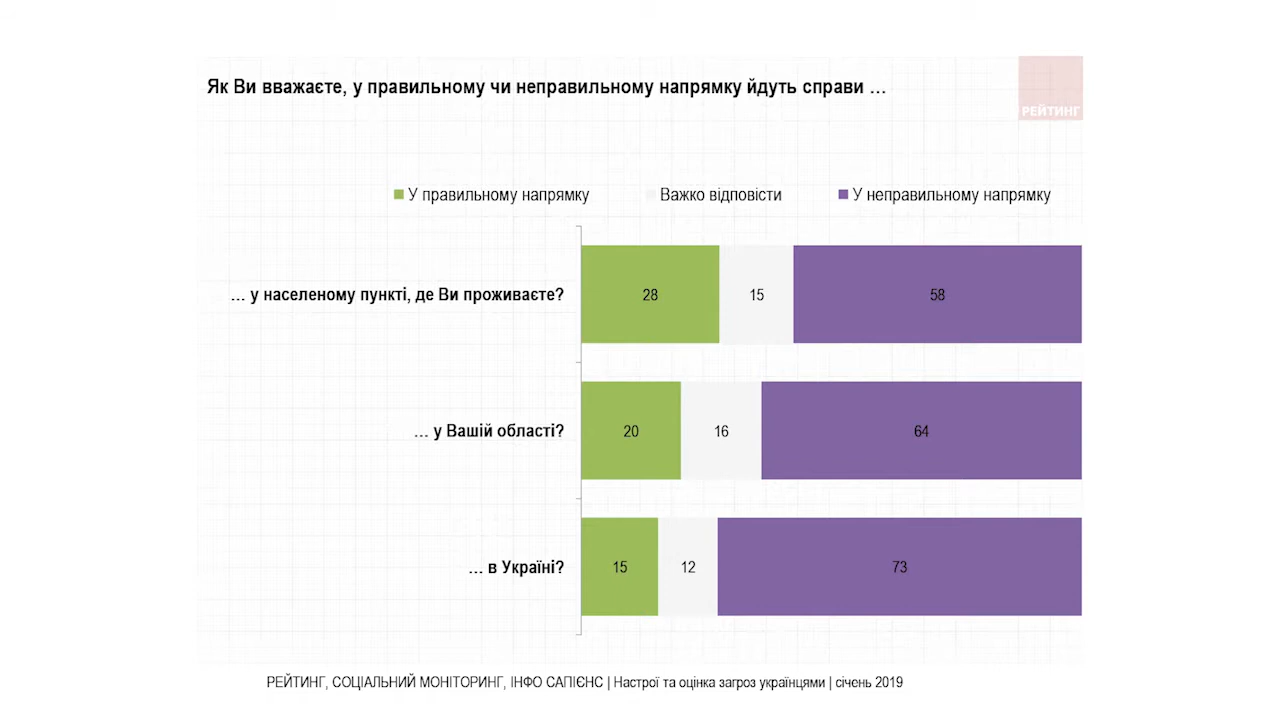 Як Ви вважаєте, у правильному чи неправильному напрямку йдуть справи …
РЕЙТИНГ
У правильному напрямку
Важко відповісти
У неправильному напрямку
… у населеному пункті, де Ви проживаєте?
28
15
58
… у Вашій області?
20
16
64
… в Україні?
15
12
73
РЕЙТИНГ, СОЦІАЛЬНИЙ МОНІТОРИНГ, ІНФО САПІЄНС | Настрої та оцінка загроз українцями | січень 2019